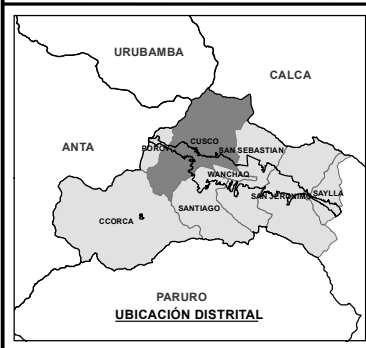 URUBAMBA
CALCA
ANTA
POROY
CUSCO
SAN SEBASTIAN
WANCHAQ
SAN JERONIMO
SAYLLA
CCORCA
SANTIAGO
PARURO
UBICACIÓN DISTRITAL